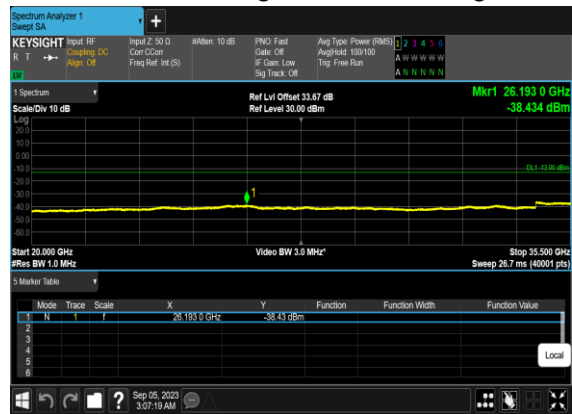 Spectrum Analyzer 1
Swept SA
+
KEYSIGHT Input: RF Input Z: 50 Ω #Atten: 10 dB PNO: Fast Avg Type: Power (RMS) 1 2 3 4 5 6
R T Coupling: DC Corr CCorr Gate: Off Avg|Hold: 100/100 A W W W W W
Align: Off Freq Ref: Int (S) IF Gain: Low Trig: Free Run
Sig Track: Off A N N N N N
1 Spectrum Ref Lvl Offset 33.67 dB Mkr1 26.193 0 GHz
Scale/Div 10 dB Ref Level 30.00 dBm -38.434 dBm
Log
20.0
10.0
0.00
-10.0
DL1 -13.00 dBm
-20.0
-30.0
1
-40.0
-50.0
-60.0
Start 20.000 GHz Video BW 3.0 MHz* Stop 35.500 GHz
#Res BW 1.0 MHz Sweep 26.7 ms (40001 pts)
5 Marker Table
Mode Trace Scale X Y Function Function Width Function Value
1 N 1 f 26.193 0 GHz -38.43 dBm
2
3
4
5
6
Local
? Sep 05, 2023
3:07:19 AM